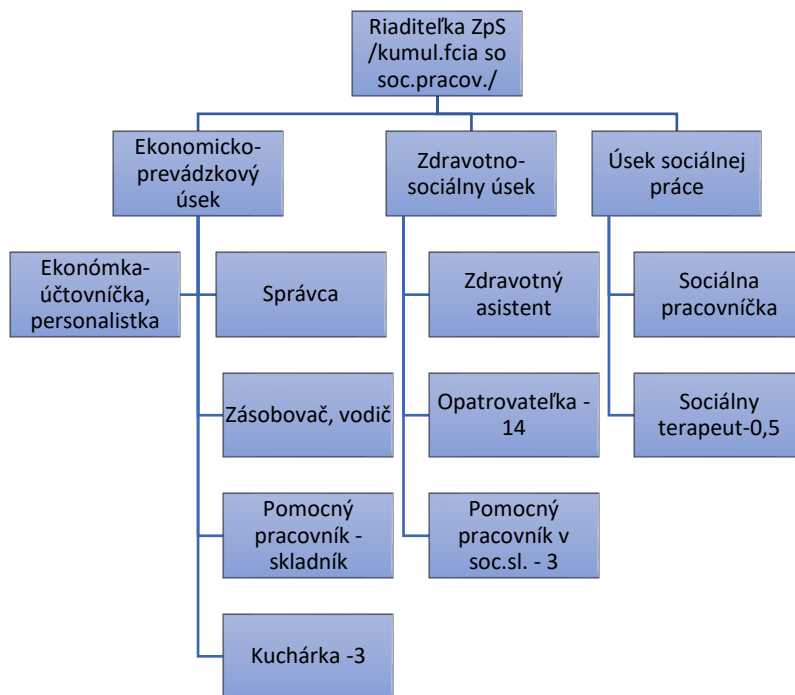 Riaditeľka ZpS
/kumul.fcia so
soc.pracov./
Ekonomicko-
prevádzkový
úsek
Zdravotno-
sociálny úsek
Úsek sociálnej
práce
Ekonómka-
účtovníčka,
personalistka
Správca
Zdravotný
asistent
Sociálna
pracovníčka
Zásobovač, vodič
Opatrovateľka -
14
Sociálny
terapeut-0,5
Pomocný
pracovník -
skladník
Pomocný
pracovník v
soc.sl. - 3
Kuchárka -3